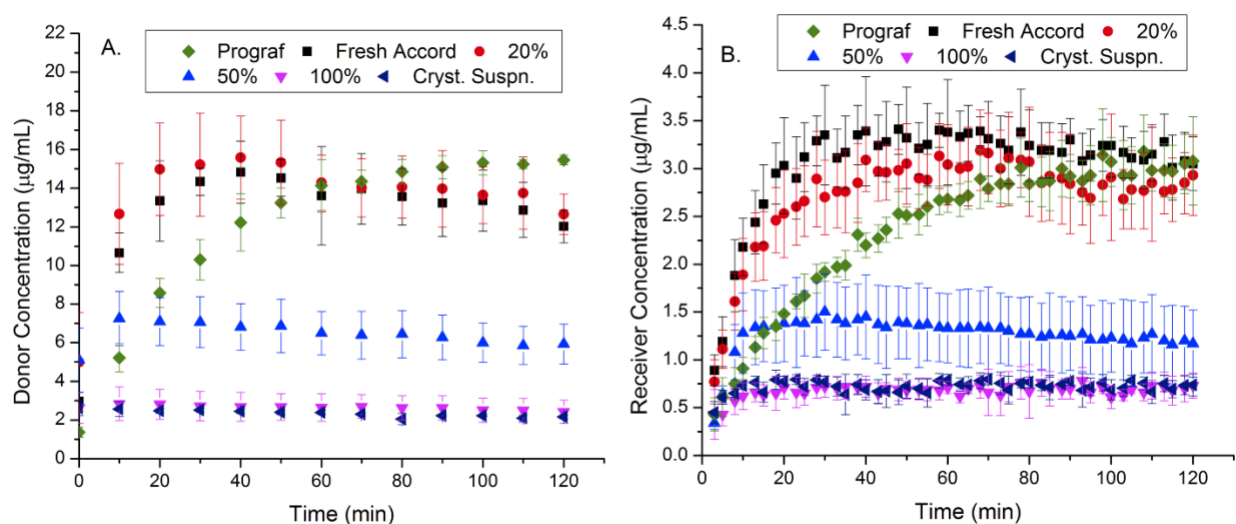 A.
Prograf Fresh Accord 20%
50% 100% Cryst. Suspn.
22
20
18
16
14
12
10
8
6
4
2
0
Donor Concentration (µg/mL)
0 20 40 60 80 100 120
Time (min)
B.
Prograf Fresh Accord 20%
50% 100% Cryst. Suspn.
4.5
4.0
3.5
3.0
2.5
2.0
1.5
1.0
0.5
0.0
Receiver Concentration (µg/mL)
0 20 40 60 80 100 120
Time (min)